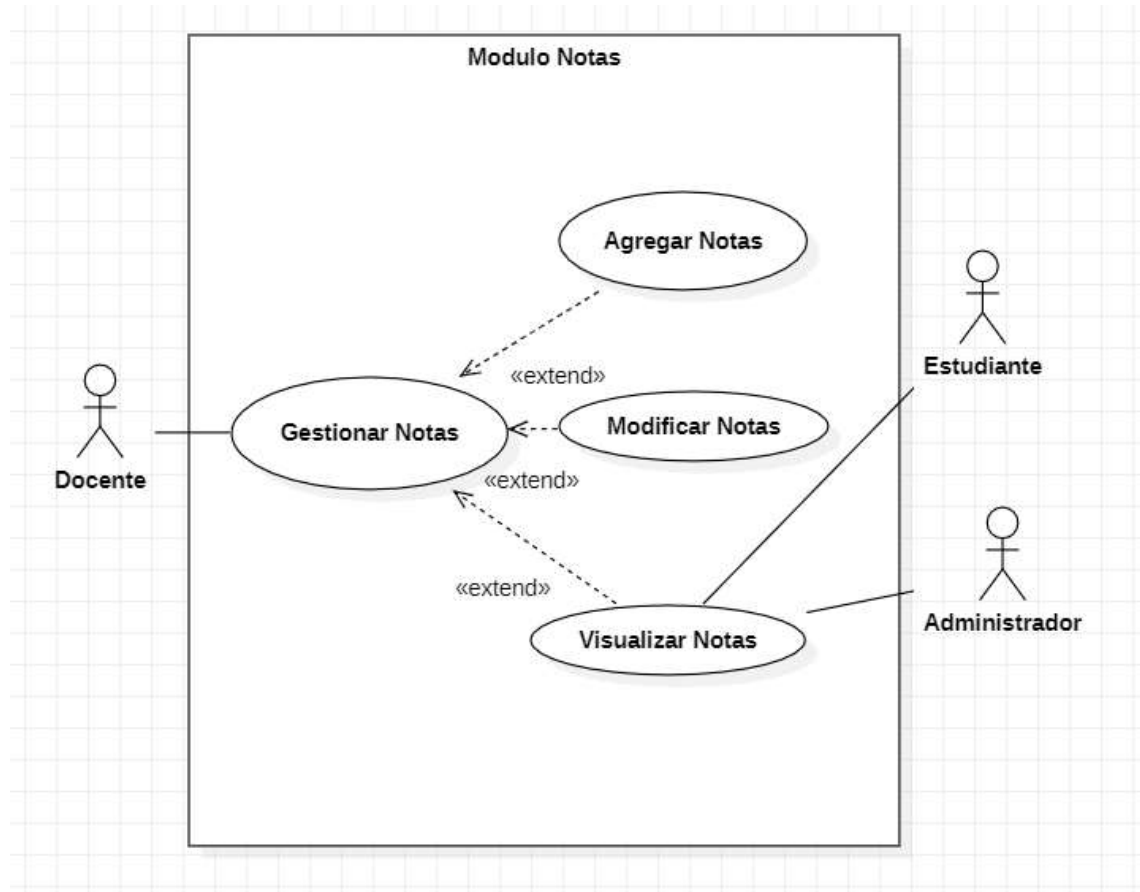 Modulo Notas
Agregar Notas
Estudiante
«extend»
Modificar Notas
Gestionar Notas
Docente
«extend»
«extend»
Administrador
Visualizar Notas